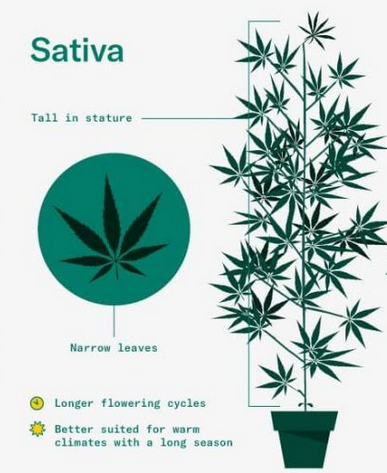 Sativa
Tall in stature
Narrow leaves
Longer flowering cycles
Better suited for warm
climates with a long season